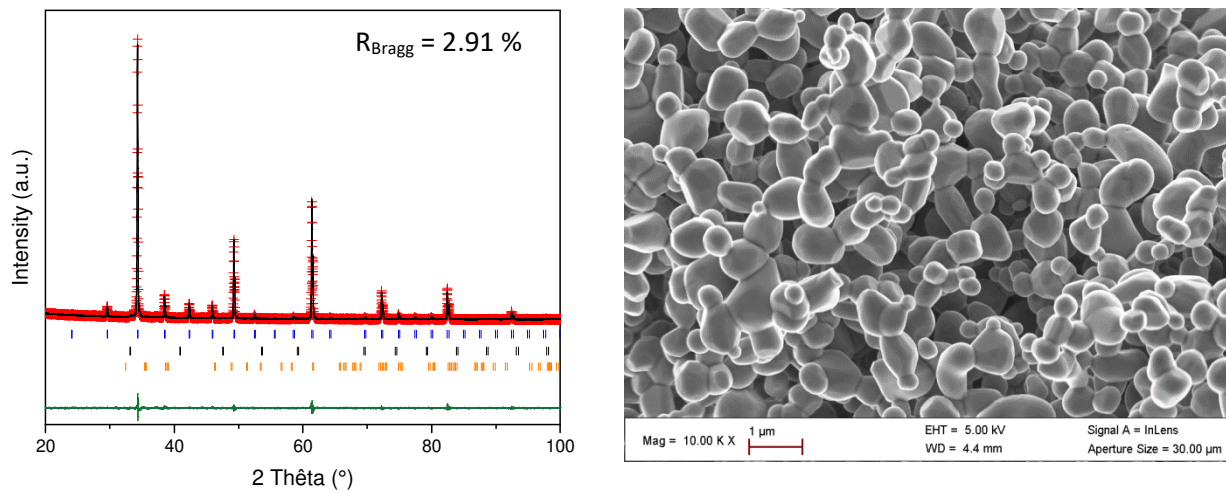 R_Bragg = 2.91 %
Intensity (a.u.)
20 40 60 80 100
2 Thêta (°)
Mag = 10.00 K X
1 µm
EHT = 5.00 kV
WD = 4.4 mm
Signal A = InLens
Aperture Size = 30.00 µm